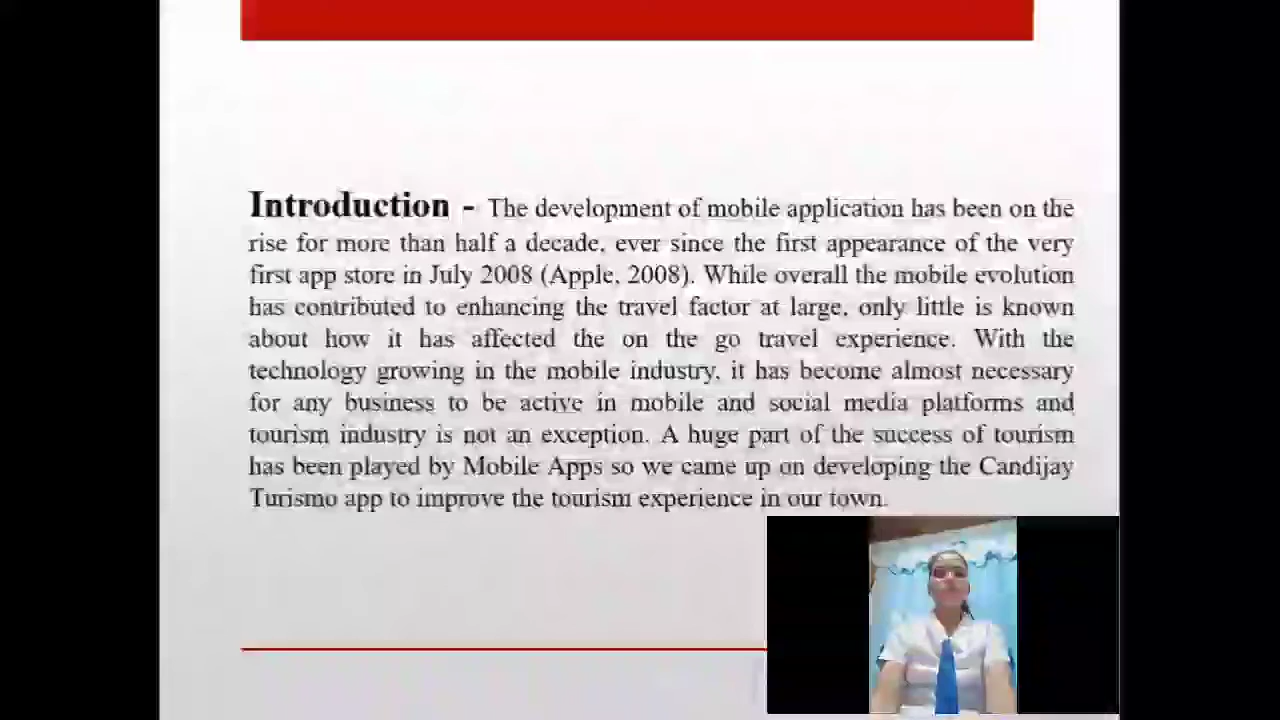 Introduction - The development of mobile application has been on the
rise for more than half a decade, ever since the first appearance of the very
first app store in July 2008 (Apple, 2008). While overall the mobile evolution
has contributed to enhancing the travel factor at large, only little is known
about how it has affected the on the go travel experience. With the
technology growing in the mobile industry, it has become almost necessary
for any business to be active in mobile and social media platforms and
tourism industry is not an exception. A huge part of the success of tourism
has been played by Mobile Apps so we came up on developing the Candijay
Turismo app to improve the tourism experience in our town.